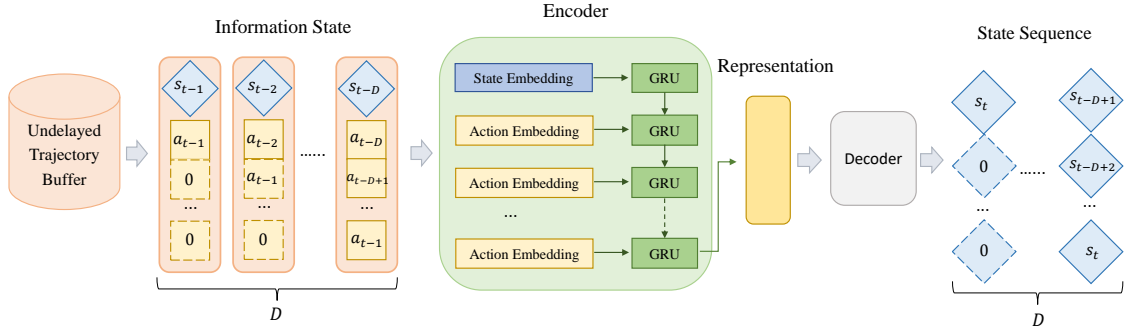 Information State
Encoder
Representation
State Sequence
Undelayed
Trajectory
Buffer
s_{t-1}
a_{t-1}
0
...
0
s_{t-2}
a_{t-2}
a_{t-1}
...
0
......
s_{t-D}
a_{t-D}
a_{t-D+1}
...
a_{t-1}
D
State Embedding
GRU
Action Embedding
GRU
Action Embedding
GRU
...
Action Embedding
GRU
Decoder
s_t
0
...
0
......
s_{t-D+1}
s_{t-D+2}
...
s_t
D